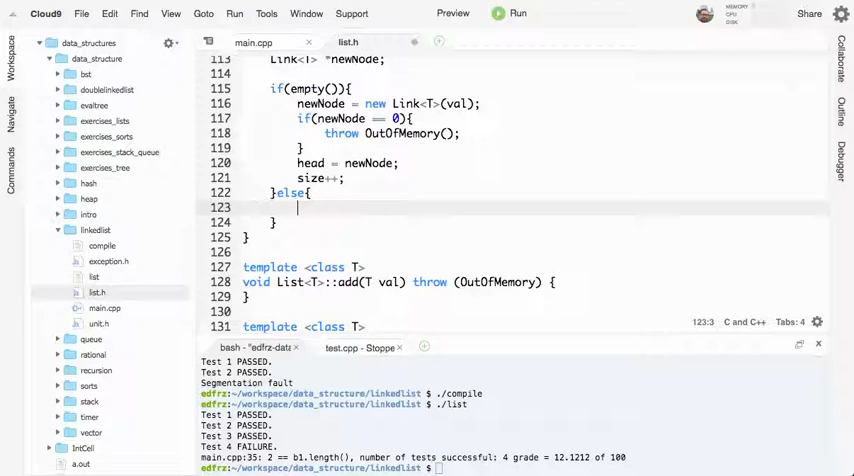 Cloud9 File Edit Find View Goto Run Tools Window Support Preview Run MEMORY CPU DISK Share
Workspace
Navigate
Commands
data_structures
data_structure
bst
doublelinkedlist
evaltree
exercises_lists
exercises_sorts
exercises_stack_queue
exercises_tree
hash
heap
intro
linkedlist
compile
exception.h
list
list.h
main.cpp
unit.h
queue
rational
recursion
sorts
stack
timer
vector
IntCell
a.out
main.cpp list.h
113 Link<T> *newNode;
114
115 if(empty()){
116 newNode = new Link<T>(val);
117 if(newNode == 0){
118 throw OutOfMemory();
119 }
120 head = newNode;
121 size++;
122 }else{
123
124 }
125 }
126
127 template <class T>
128 void List<T>::add(T val) throw (OutOfMemory) {
129 }
130
131 template <class T>
123:3 C and C++ Tabs: 4
bash - "edfrz-data × test.cpp - Stoppe ×
Test 1 PASSED.
Test 2 PASSED.
Segmentation fault
edfrz:~/workspace/data_structure/linkedlist $ ./compile
edfrz:~/workspace/data_structure/linkedlist $ ./list
Test 1 PASSED.
Test 2 PASSED.
Test 3 PASSED.
Test 4 FAILURE.
main.cpp:35: 2 == b1.length(), number of tests successful: 4 grade = 12.1212 of 100
edfrz:~/workspace/data_structure/linkedlist $
Collaborate
Outline
Debugger